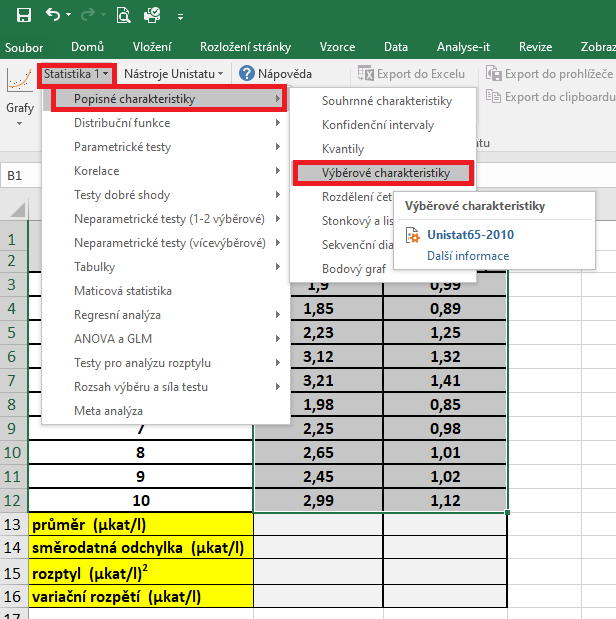 Soubor Domů Vložení Rozložení stránky Vzorce Data Analyse-it Revize Zobraz
Statistika 1 Nástroje Unistatu ? Nápověda Export do Excelu Export do prohlížeče
Export do clipboardu
Grafy
tu
B1
Popisné charakteristiky
Distribuční funkce
Parametrické testy
Korelace
Testy dobré shody
Neparametrické testy (1-2 výběrové)
Neparametrické testy (vícevýběrové)
Tabulky
Maticová statistika
Regresní analýza
ANOVA a GLM
Testy pro analýzu rozptylu
Rozsah výběru a síla testu
Meta analýza
Souhrnné charakteristiky
Konfidenční intervaly
Kvantily
Výběrové charakteristiky
Rozdělení čet
Stonkový a lis
Sekvenční dia
Bodový graf
Výběrové charakteristiky
Unistat65-2010
Další informace
1
2
3 1,9 0,99
4 1,85 0,89
5 2,23 1,25
6 3,12 1,32
7 3,21 1,41
8 1,98 0,85
9 7 2,25 0,98
10 8 2,65 1,01
11 9 2,45 1,02
12 10 2,99 1,12
13 průměr (µkat/l)
14 směrodatná odchylka (µkat/l)
15 rozptyl (µkat/l)²
16 variační rozpětí (µkat/l)
17